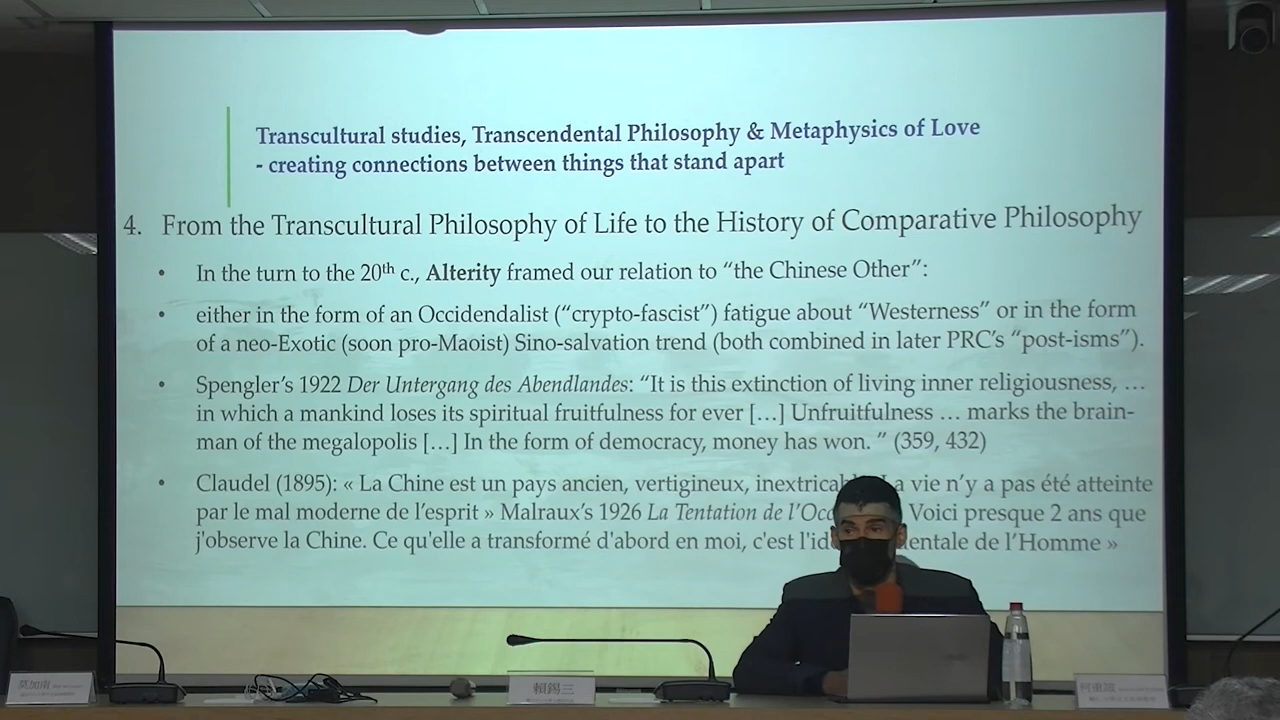 Transcultural studies, Transcendental Philosophy & Metaphysics of Love
- creating connections between things that stand apart
4. From the Transcultural Philosophy of Life to the History of Comparative Philosophy
• In the turn to the 20th c., Alterity framed our relation to “the Chinese Other”:
• either in the form of an Occidendalist (“crypto-fascist”) fatigue about “Westerness” or in the form
of a neo-Exotic (soon pro-Maoist) Sino-salvation trend (both combined in later PRC’s “post-isms”).
• Spengler’s 1922 Der Untergang des Abendlandes: “It is this extinction of living inner religiousness, …
in which a mankind loses its spiritual fruitfulness for ever […] Unfruitfulness … marks the brain-
man of the megalopolis […] In the form of democracy, money has won. ” (359, 432)
• Claudel (1895): « La Chine est un pays ancien, vertigineux, a vie n’y a pas été atteinte
par le mal moderne de l’esprit » Malraux’s 1926 La Tentation de Voici presque 2 ans que
j'observe la Chine. Ce qu'elle a transformé d'abord en moi, c'est de l’Homme »
賴錫三